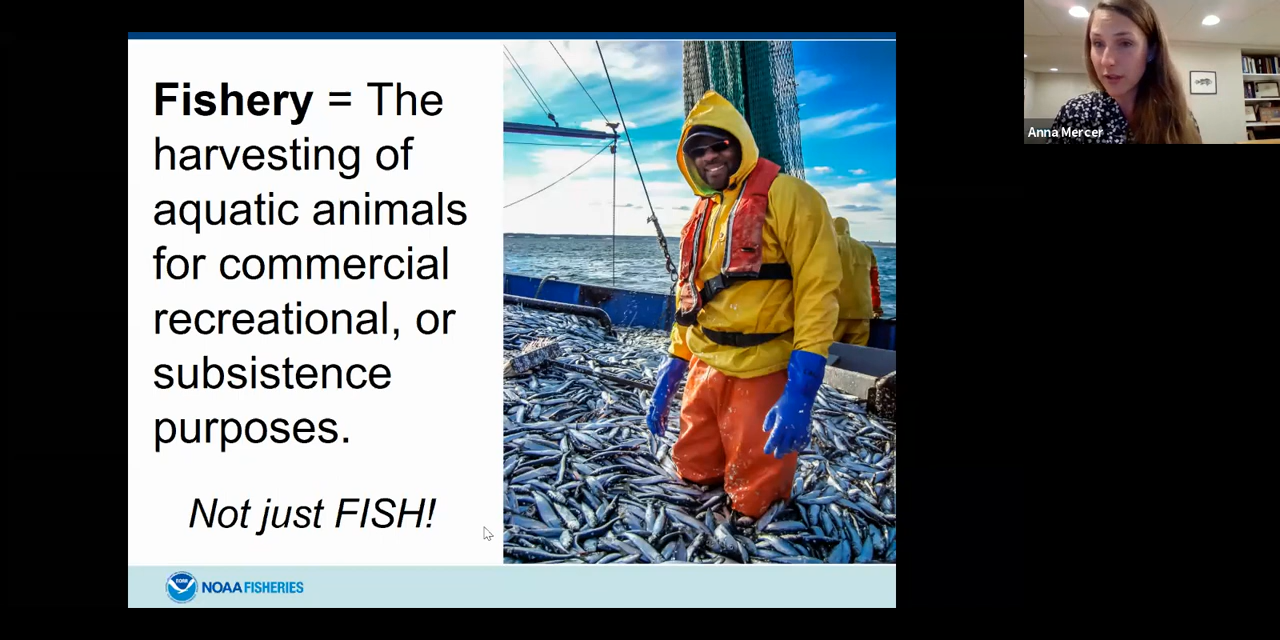 Fishery = The
harvesting of
aquatic animals
for commercial
recreational, or
subsistence
purposes.
Not just FISH!
NOAA FISHERIES
Anna Mercer